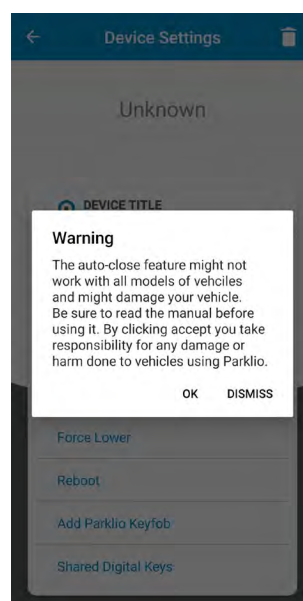 Device Settings
Unknown
DEVICE TITLE
Warning
The auto-close feature might not
work with all models of vehciles
and might damage your vehicle.
Be sure to read the manual before
using it. By clicking accept you take
responsibility for any damage or
harm done to vehicles using Parklio.
OK DISMISS
Force Lower
Reboot
Add Parklio Keyfob
Shared Digital Keys